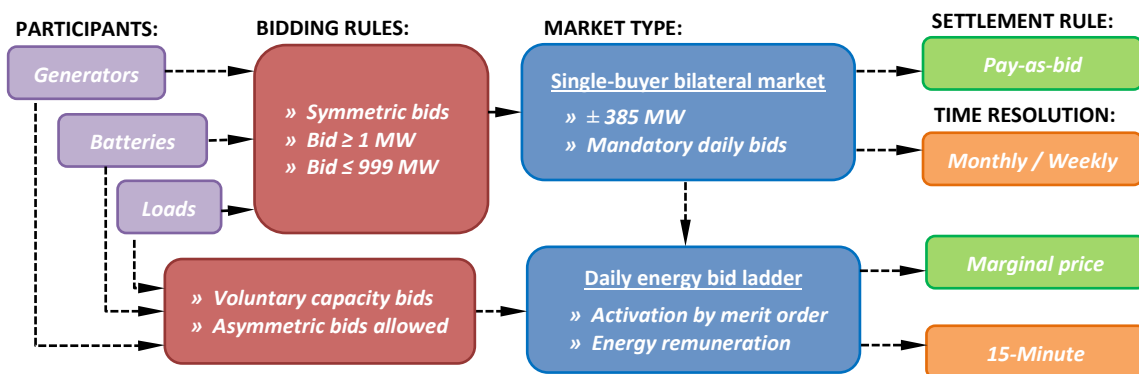 PARTICIPANTS:
Generators
Batteries
Loads
BIDDING RULES:
» Symmetric bids
» Bid ≥ 1 MW
» Bid ≤ 999 MW
» Voluntary capacity bids
» Asymmetric bids allowed
MARKET TYPE:
Single-buyer bilateral market
» ± 385 MW
» Mandatory daily bids
Daily energy bid ladder
» Activation by merit order
» Energy remuneration
SETTLEMENT RULE:
Pay-as-bid
TIME RESOLUTION:
Monthly / Weekly
Marginal price
15-Minute